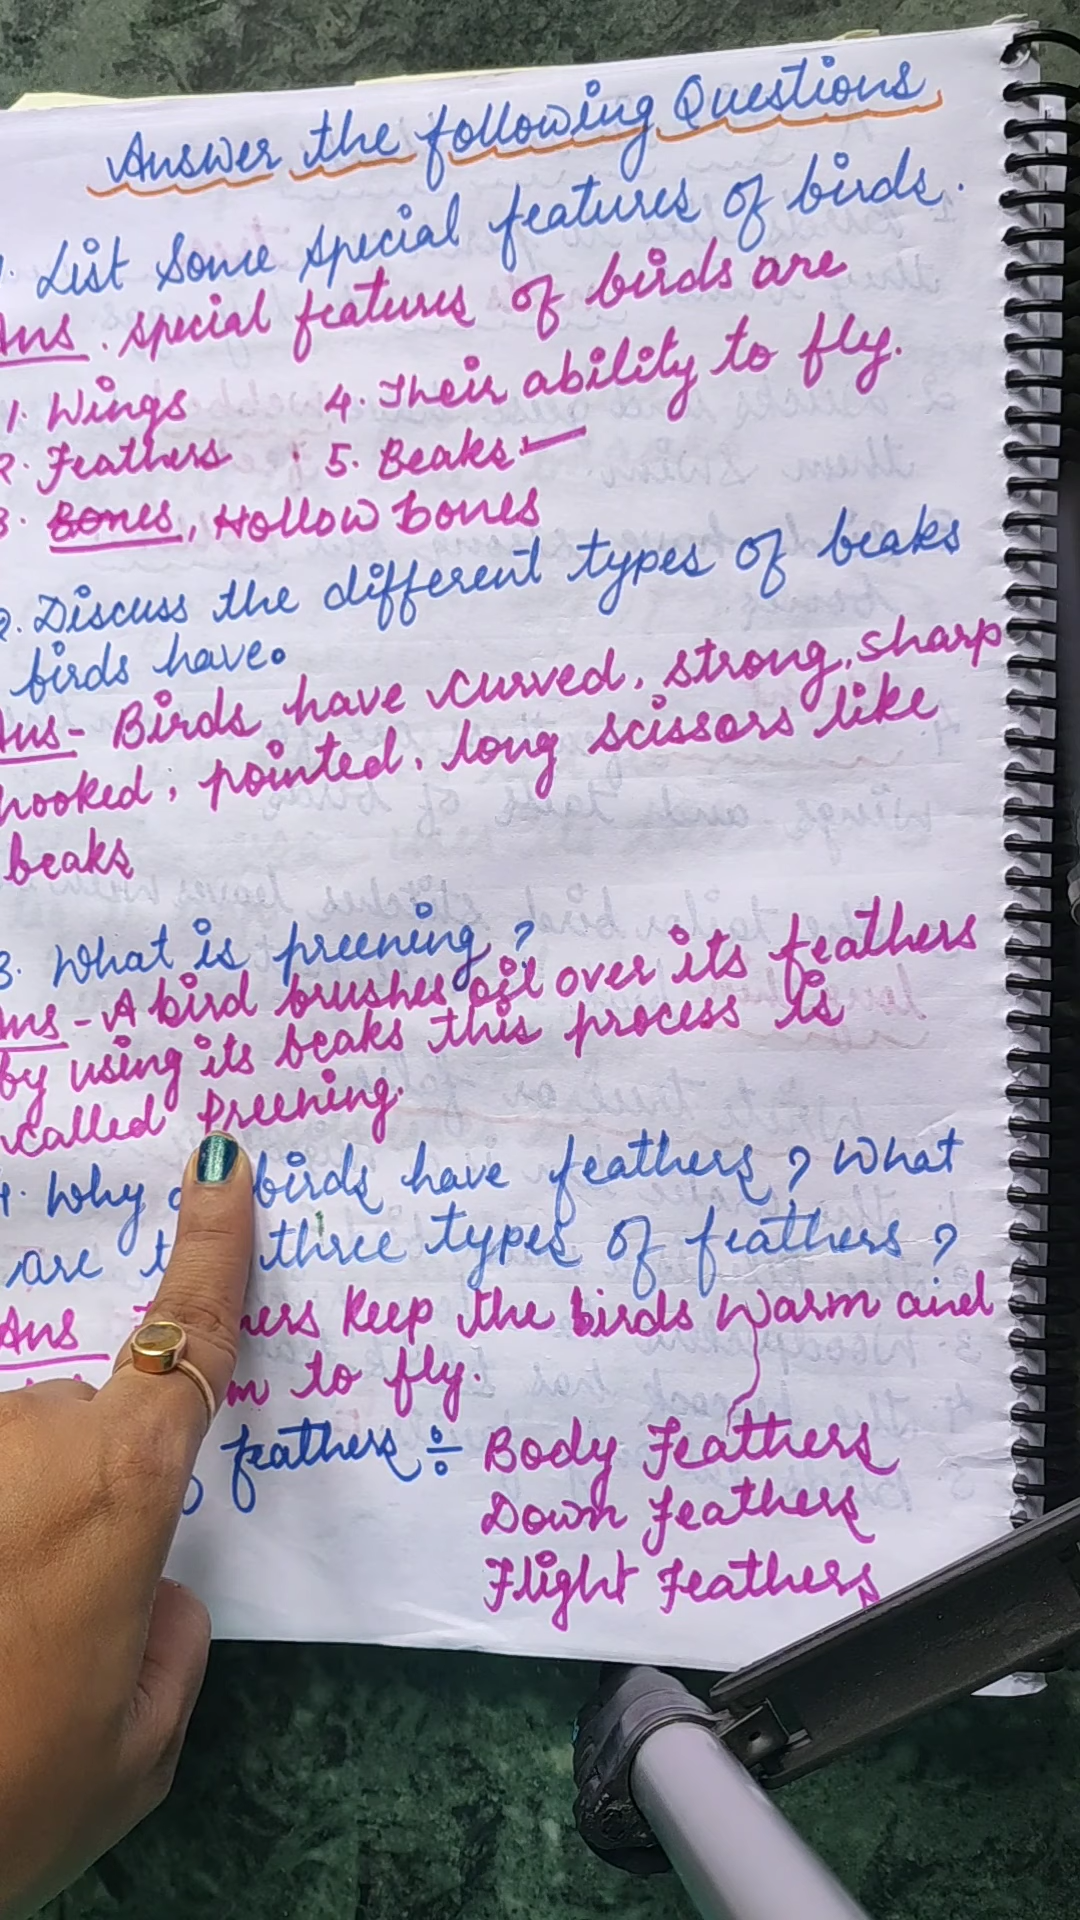 Answer the following Questions
1. List Some special features of birds.
Ans. special features of birds are
1. Wings 4. Their ability to fly.
2. Feathers 5. Beaks.
3. Bones, Hollow bones
2. Discuss the different types of beaks
birds have.
Ans- Birds have curved, strong, sharp
hooked, pointed, long scissors like
beaks
3. What is preening?
Ans - A bird brushes oil over its feathers
by using its beaks this process is
called preening.
4. Why birds have feathers? What
are three types of feathers?
Ans keep the birds warm and
to fly.
feathers ÷ Body Feathers
Down Feathers
Flight Feathers